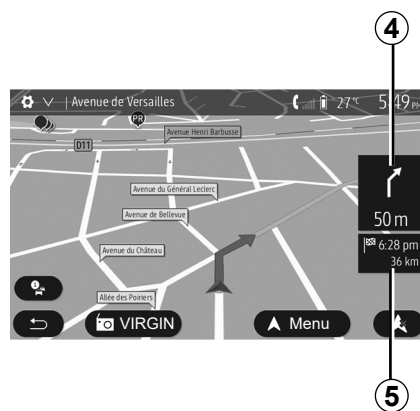 4
Avenue de Versailles
27°C
5:49 PM
PR
Avenue Henri Barbusse
D11
Avenue du Général Leclerc
Avenue de Bellevue
50 m
Avenue du Château
6:28 pm
36 km
Allée des Poiriers
VIRGIN
Menu
5